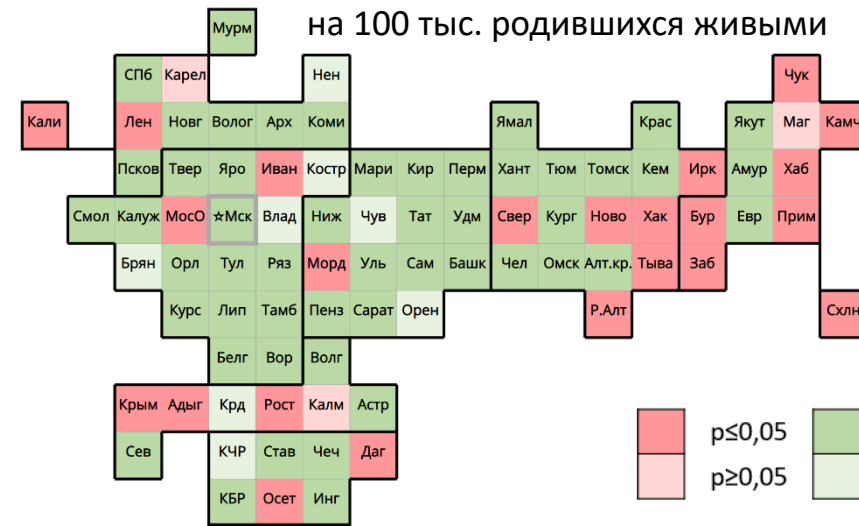 на 100 тыс. родившихся живыми
Мурм
СПб Карел Нен Чук
Кали Лен Новг Волог Арх Коми Ямал Крас Якут Маг Камч
Псков Твер Яро Иван Костр Мари Кир Перм Хант Тюм Томск Кем Ирк Амур Хаб
Смол Калуж МосО ☆Мск Влад Ниж Чув Тат Удм Свер Кург Ново Хак Бур Евр Прим
Брян Орл Тул Ряз Морд Уль Сам Башк Чел Омск Алт.кр. Тыва Заб
Курс Лип Тамб Пенз Сарат Орен Р.Алт Схлн
Белг Вор Волг
Крым Адыг Крд Рост Калм Астр
Сев КЧР Став Чеч Даг
КБР Осет Инг
p≤0,05
p≥0,05